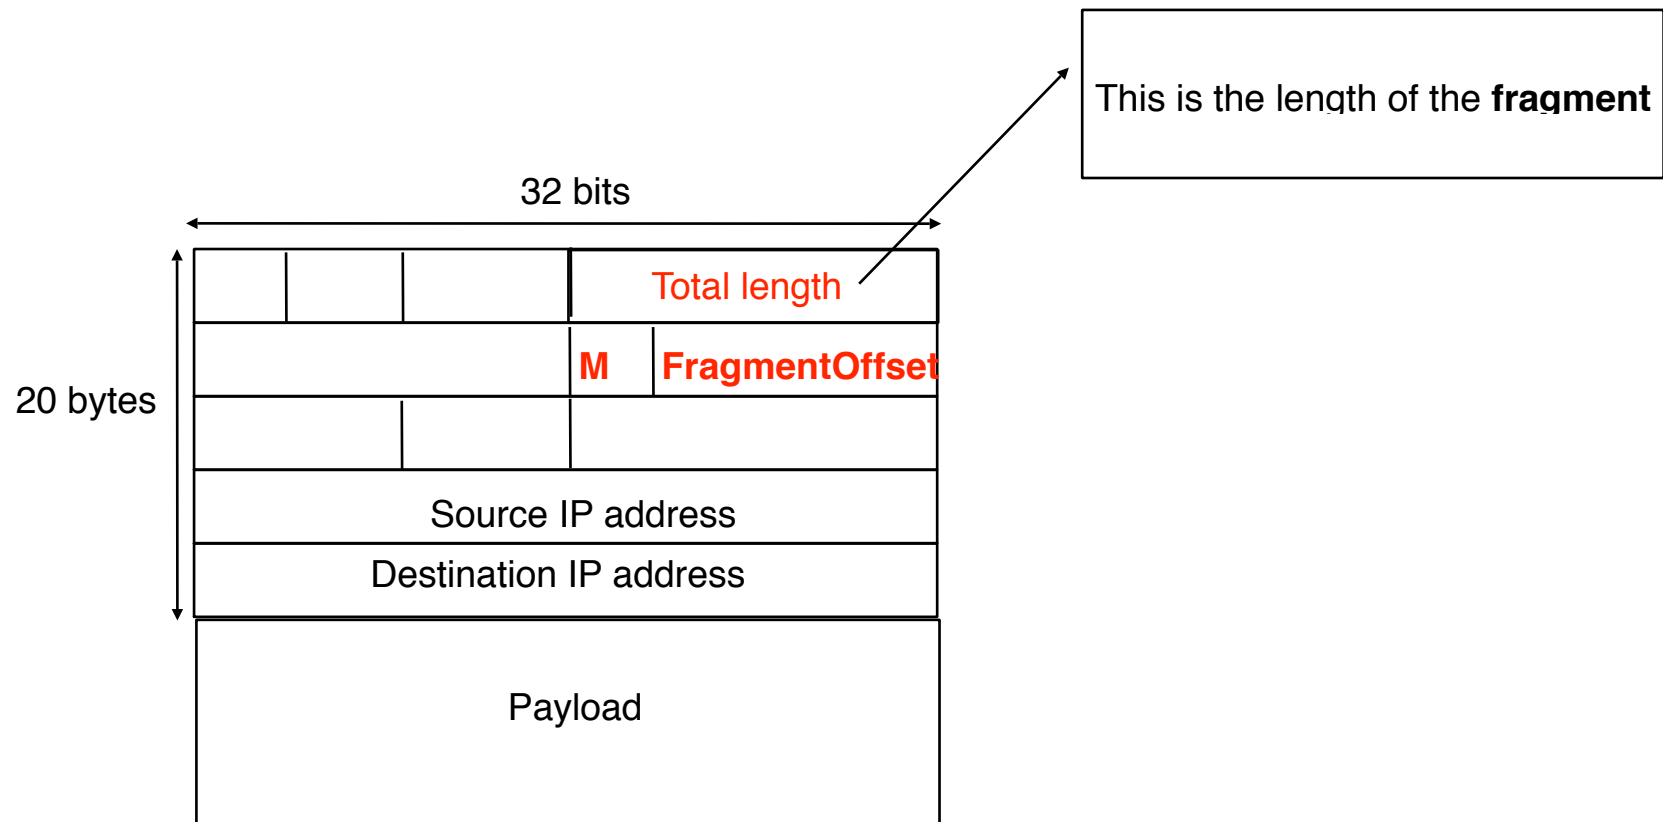 This is the length of the fragment
32 bits
Total length
M FragmentOffset
20 bytes
Source IP address
Destination IP address
Payload